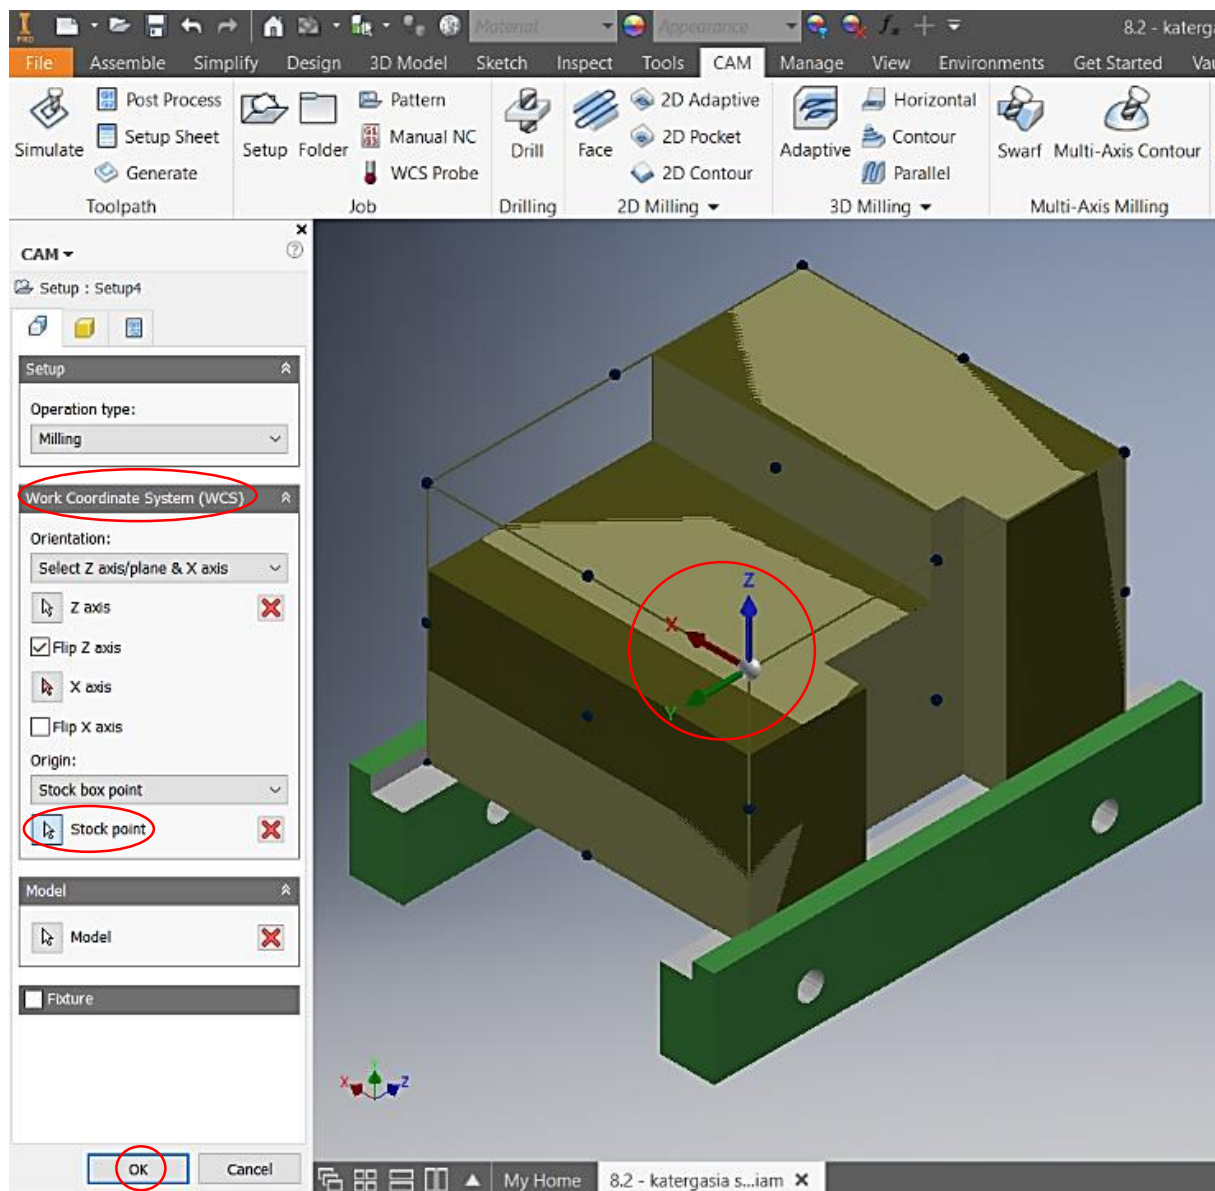 PRO
Material
Appearance
8.2 - katerga
File Assemble Simplify Design 3D Model Sketch Inspect Tools CAM Manage View Environments Get Started Vau
Simulate
Post Process
Setup Sheet
Generate
Toolpath
Setup
Folder
Pattern
Manual NC
WCS Probe
Job
Drill
Drilling
Face
2D Adaptive
2D Pocket
2D Contour
2D Milling
Adaptive
Horizontal
Contour
Parallel
3D Milling
Swarf
Multi-Axis Contour
Multi-Axis Milling
CAM
Setup : Setup4
Setup
Operation type:
Milling
Work Coordinate System (WCS)
Orientation:
Select Z axis/plane & X axis
Z axis
Flip Z axis
X axis
Flip X axis
Origin:
Stock box point
Stock point
Model
Model
Fixture
OK
Cancel
Z
X
Y
X
Y
Z
My Home
8.2 - katergasia s...iam